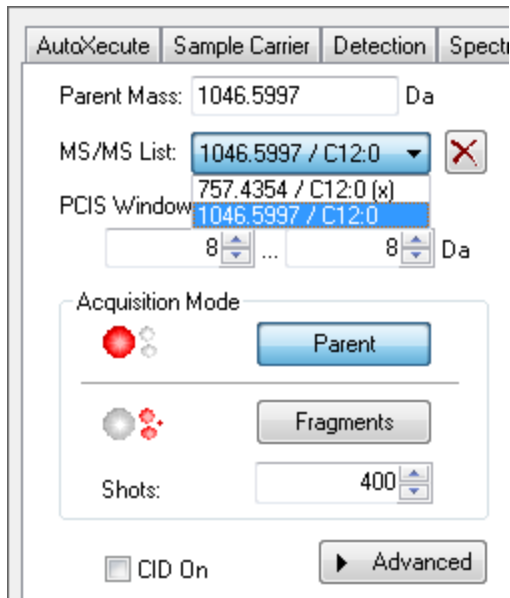 AutoXecute Sample Carrier Detection Spectr
Parent Mass: 1046.5997 Da
MS/MS List: 1046.5997 / C12:0
757.4354 / C12:0 (x)
PCIS Window
1046.5997 / C12:0
8 ... 8 Da
Acquisition Mode
Parent
Fragments
Shots: 400
CID On Advanced